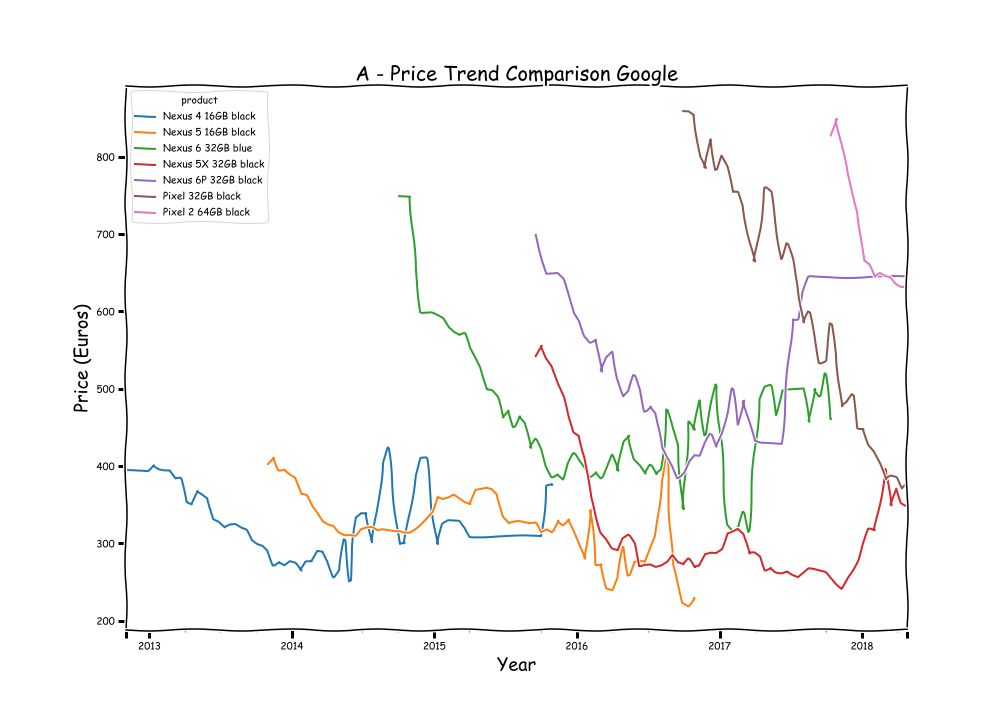 A - Price Trend Comparison Google
product
Nexus 4 16GB black
Nexus 5 16GB black
Nexus 6 32GB blue
Nexus 5X 32GB black
Nexus 6P 32GB black
Pixel 32GB black
Pixel 2 64GB black
800
700
600
500
400
300
200
Price (Euros)
2013 2014 2015 2016 2017 2018
Year